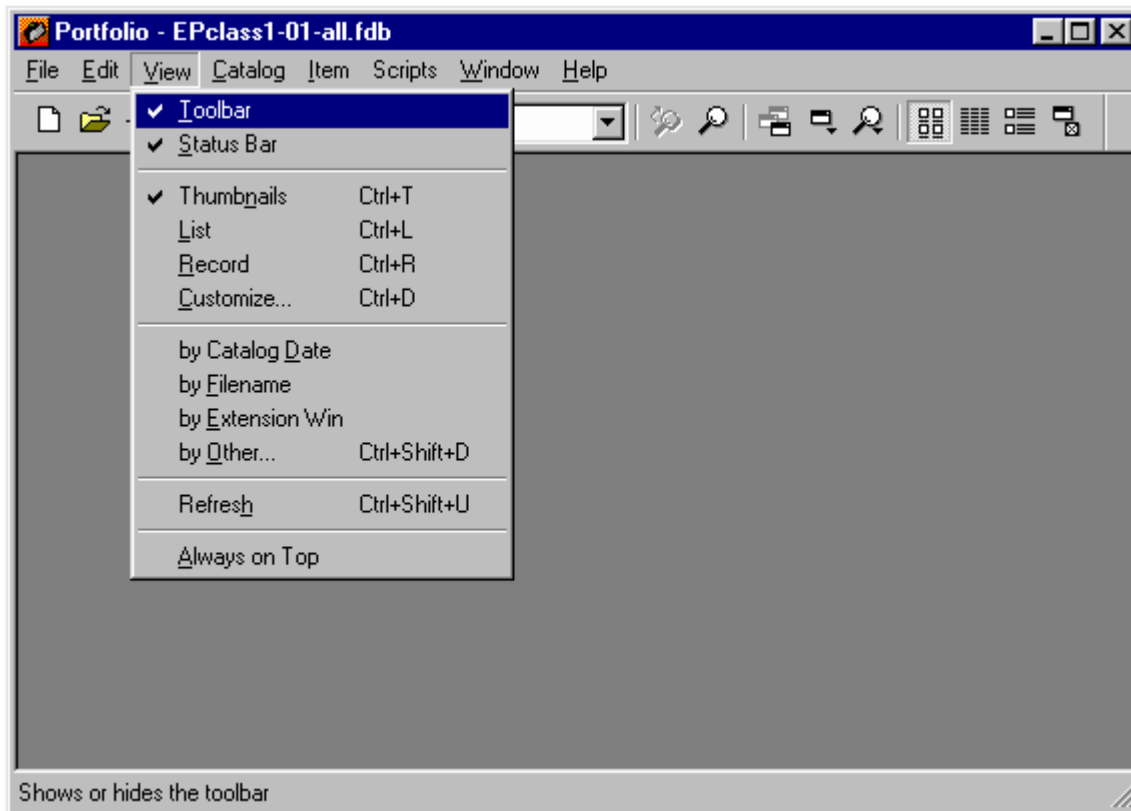 Portfolio - EPclass1-01-all.fdb
File Edit View Catalog Item Scripts Window Help
Toolbar
Status Bar
Thumbnails Ctrl+T
List Ctrl+L
Record Ctrl+R
Customize... Ctrl+D
by Catalog Date
by Filename
by Extension Win
by Other... Ctrl+Shift+D
Refresh Ctrl+Shift+U
Always on Top
Shows or hides the toolbar